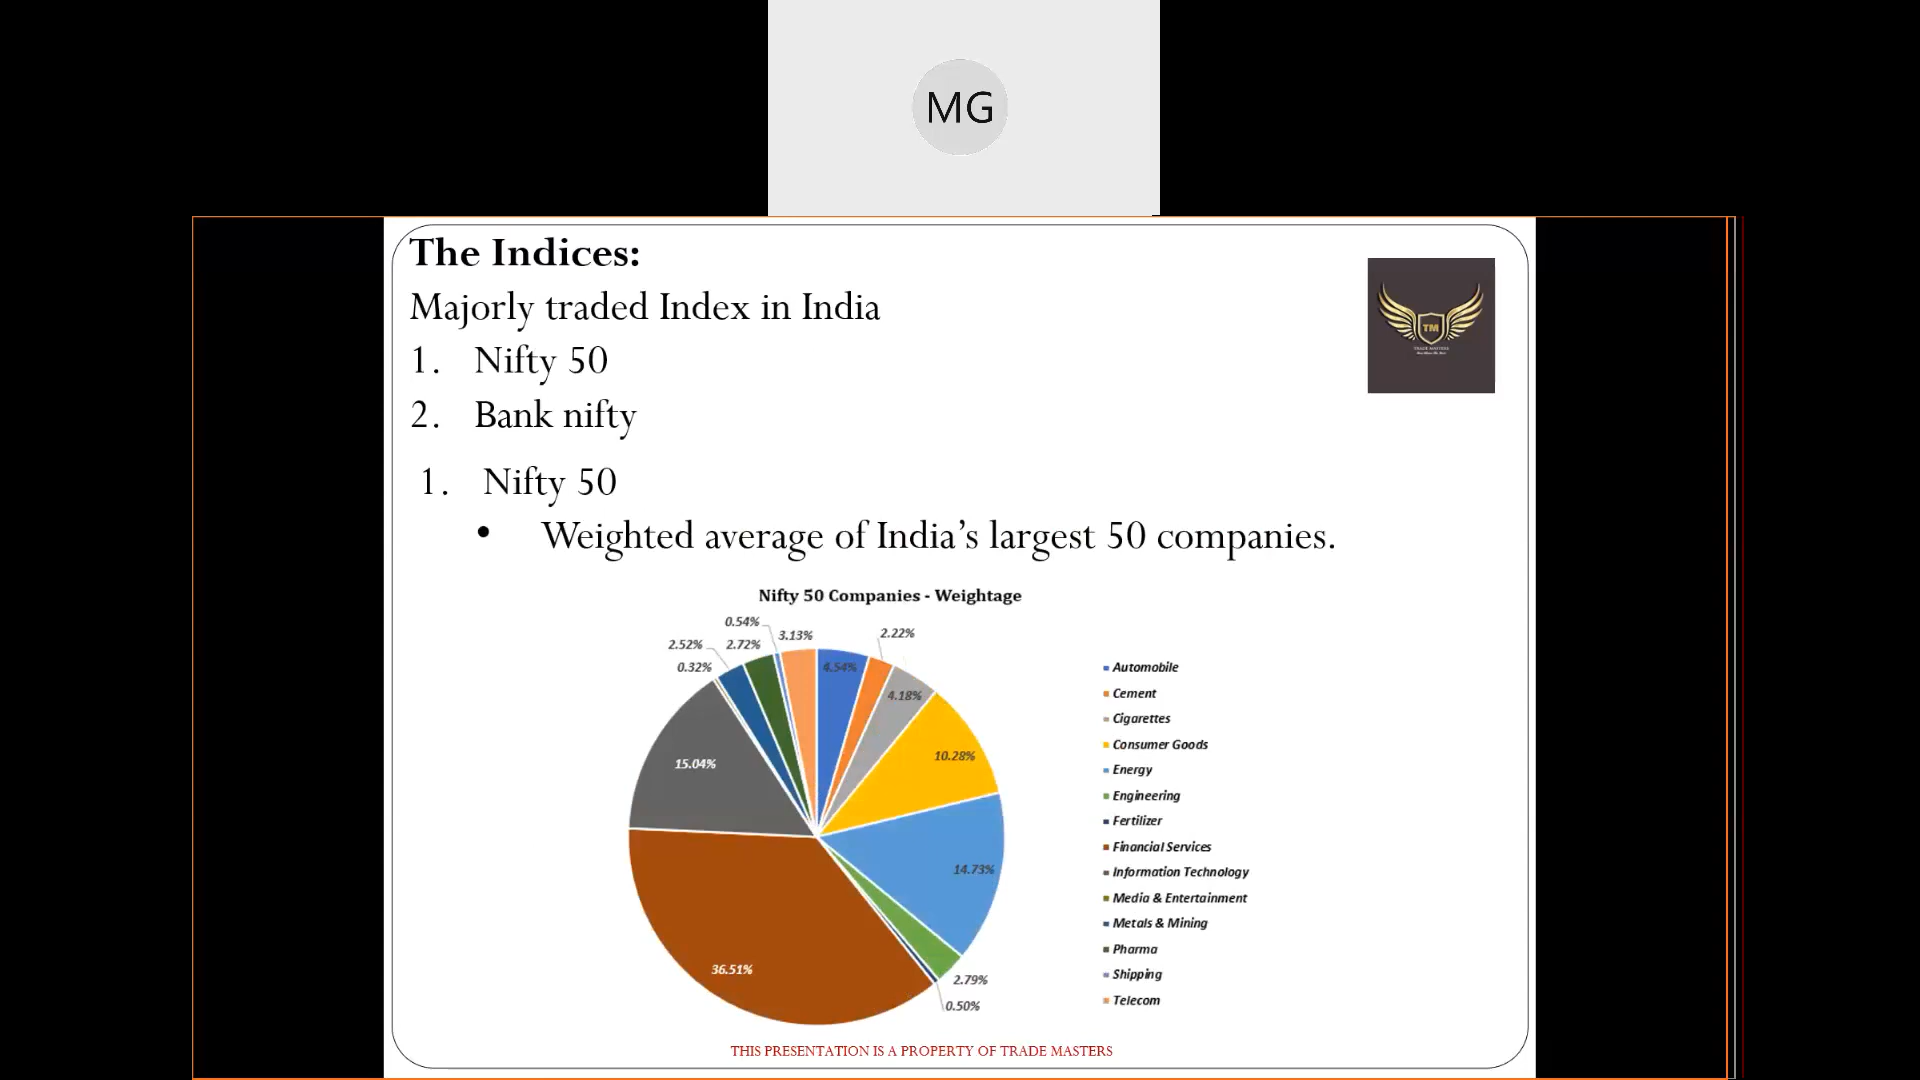 MG
The Indices:
Majorly traded Index in India
1. Nifty 50
2. Bank nifty
1. Nifty 50
• Weighted average of India's largest 50 companies.
Nifty 50 Companies - Weightage
0.54%
3.13%
2.22%
2.52%
2.72%
0.32%
4.54%
4.18%
10.28%
15.04%
14.73%
36.51%
2.79%
0.50%
Automobile
Cement
Cigarettes
Consumer Goods
Energy
Engineering
Fertilizer
Financial Services
Information Technology
Media & Entertainment
Metals & Mining
Pharma
Shipping
Telecom
TM
TRADE MASTERS
THIS PRESENTATION IS A PROPERTY OF TRADE MASTERS